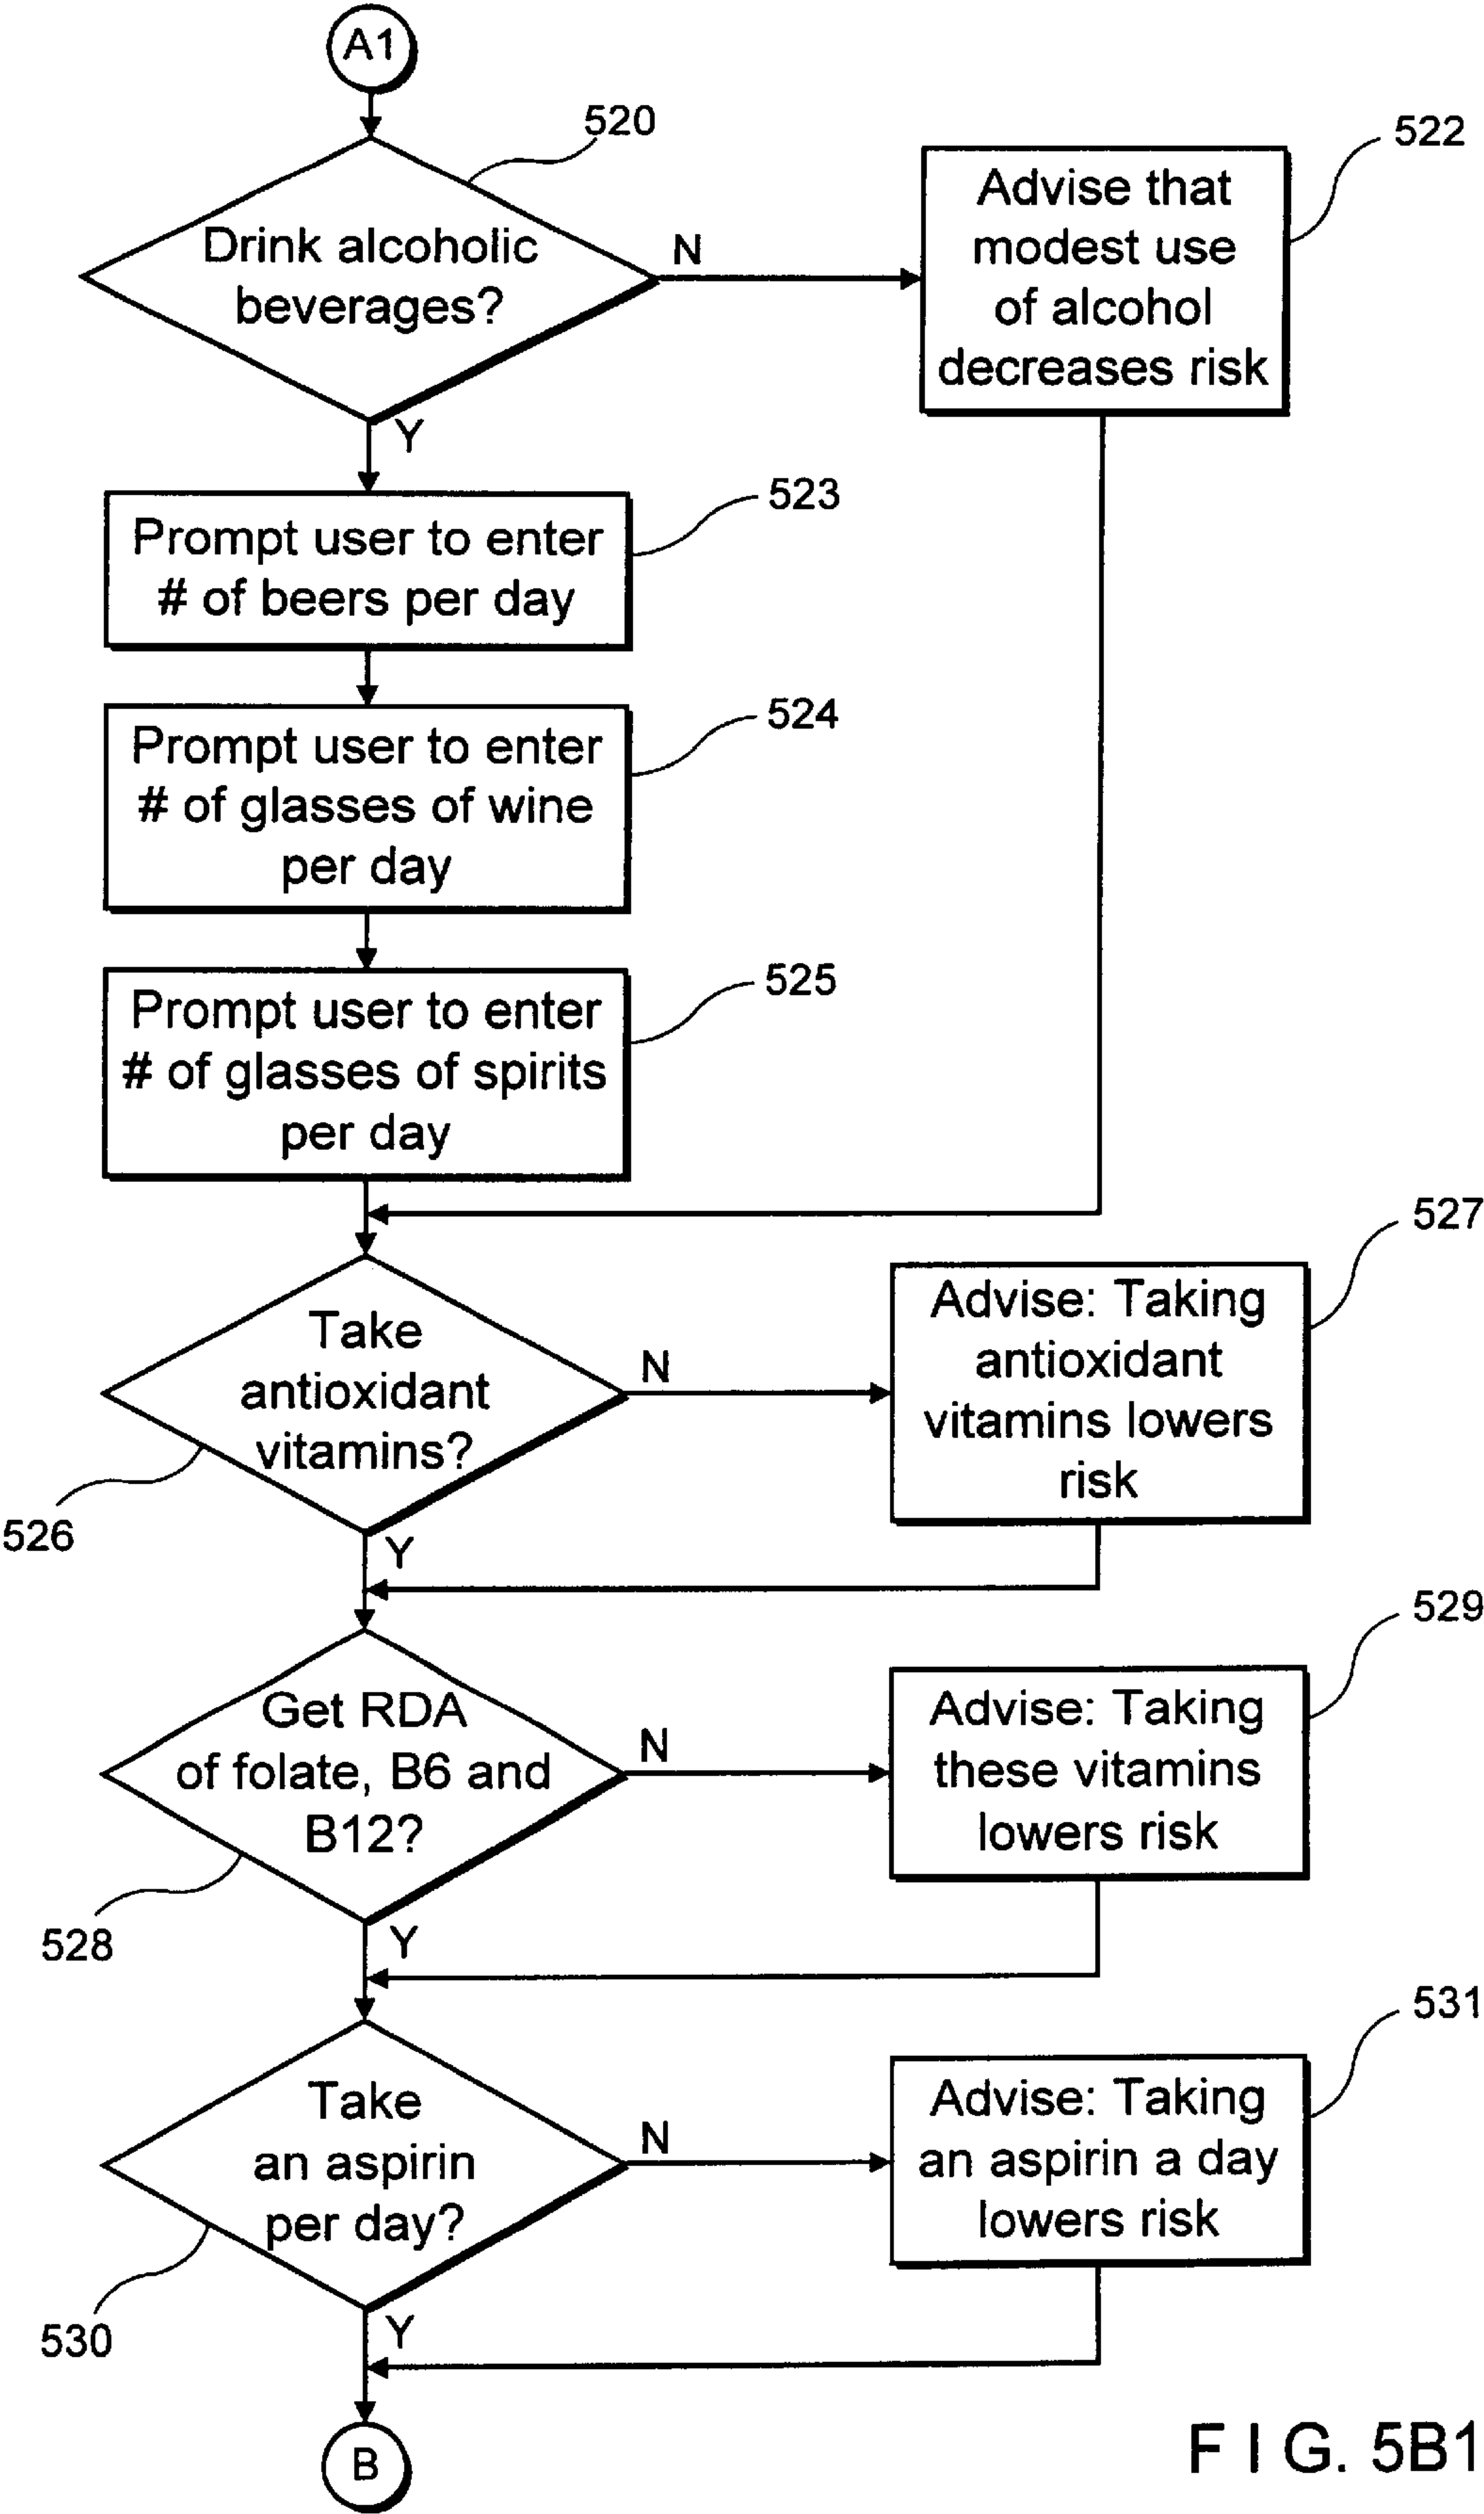 A1
520
Drink alcoholic
beverages?
N
522
Advise that
modest use
of alcohol
decreases risk
Y
523
Prompt user to enter
# of beers per day
524
Prompt user to enter
# of glasses of wine
per day
525
Prompt user to enter
# of glasses of spirits
per day
Take
antioxidant
vitamins?
526
N
527
Advise: Taking
antioxidant
vitamins lowers
risk
Y
Get RDA
of folate, B6 and
B12?
528
N
529
Advise: Taking
these vitamins
lowers risk
Y
Take
an aspirin
per day?
530
N
531
Advise: Taking
an aspirin a day
lowers risk
Y
B
FIG. 5B1